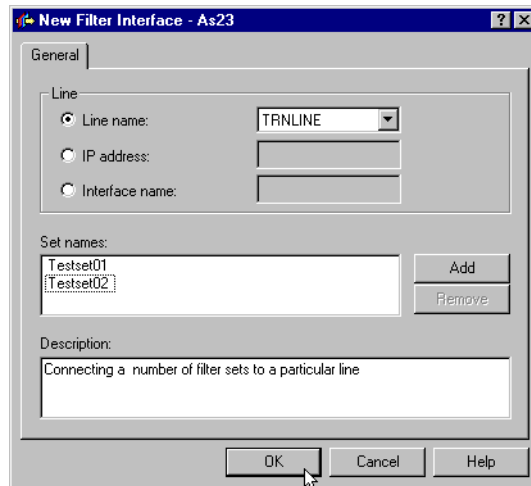 New Filter Interface - As23
General
Line
Line name:
TRNLINE
IP address:
Interface name:
Set names:
Testset01
Testset02
Add
Remove
Description:
Connecting a  number of filter sets to a particular line
OK
Cancel
Help